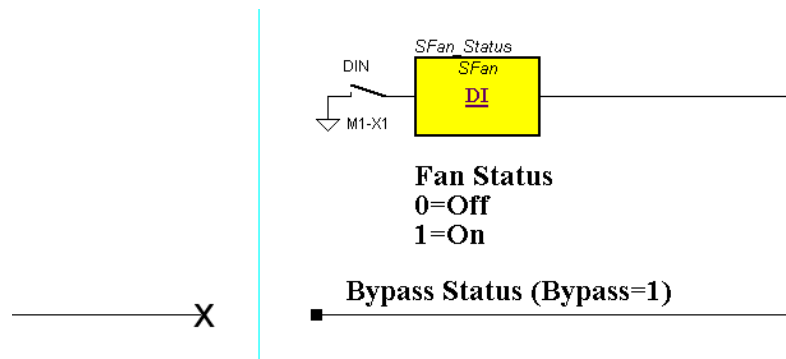 SFan_Status
SFan
DIN
DI
M1-X1
Fan Status
0=Off
1=On
Bypass Status (Bypass=1)
X